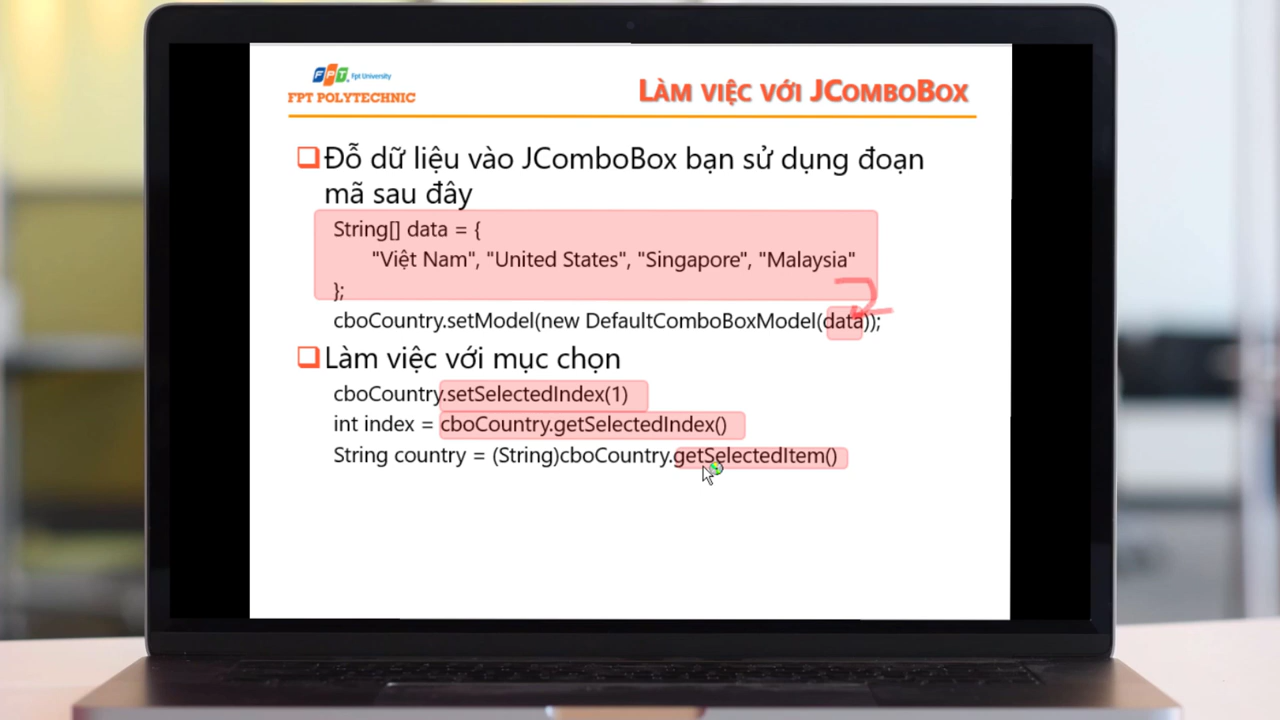 FPT. Fpt University
FPT POLYTECHNIC
LÀM VIỆC VỚI JCOMBOBOX
Đỗ dữ liệu vào JComboBox bạn sử dụng đoạn
mã sau đây
String[] data = {
"Việt Nam", "United States", "Singapore", "Malaysia"
};
cboCountry.setModel(new DefaultComboBoxModel(data));
Làm việc với mục chọn
cboCountry.setSelectedIndex(1)
int index = cboCountry.getSelectedIndex()
String country = (String)cboCountry.getSelectedItem()